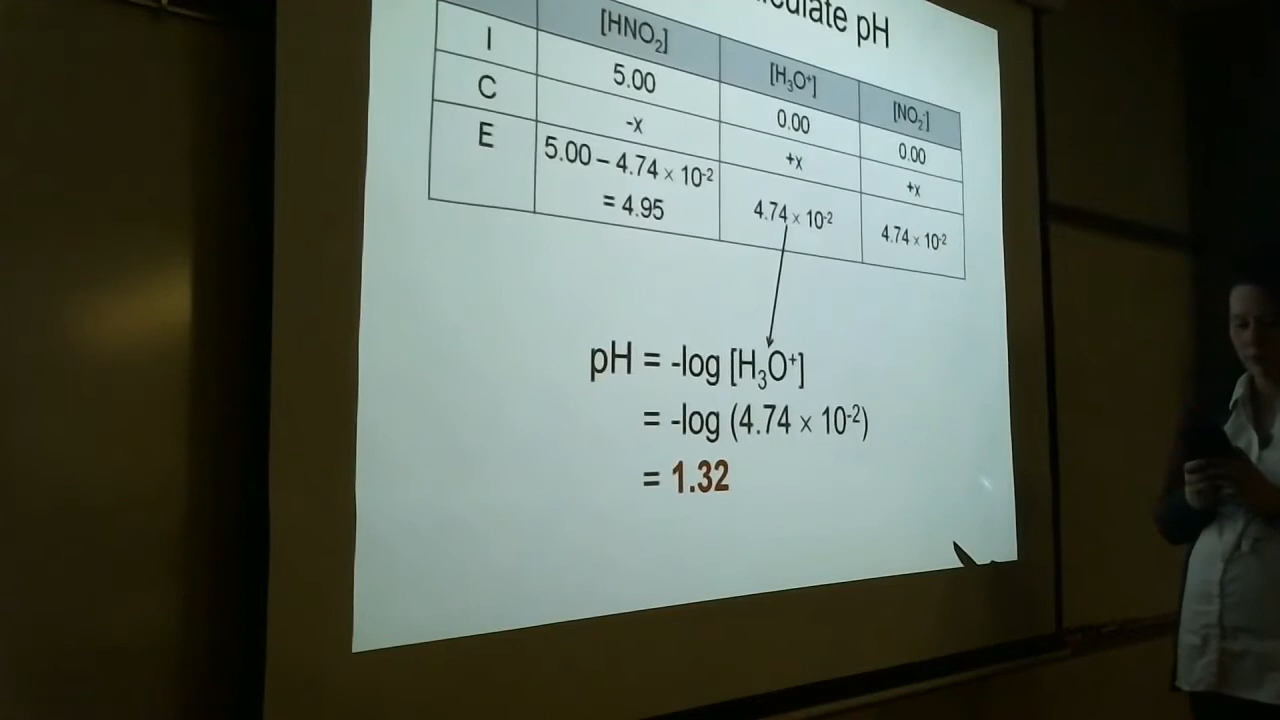 pH
[HNO₂] [H₃O⁺] [NO₂⁻]
I 5.00 0.00 0.00
C -x +x +x
E 5.00 – 4.74 × 10⁻² 4.74 × 10⁻² 4.74 × 10⁻²
= 4.95
pH = -log [H₃O⁺]
= -log (4.74 × 10⁻²)
= 1.32